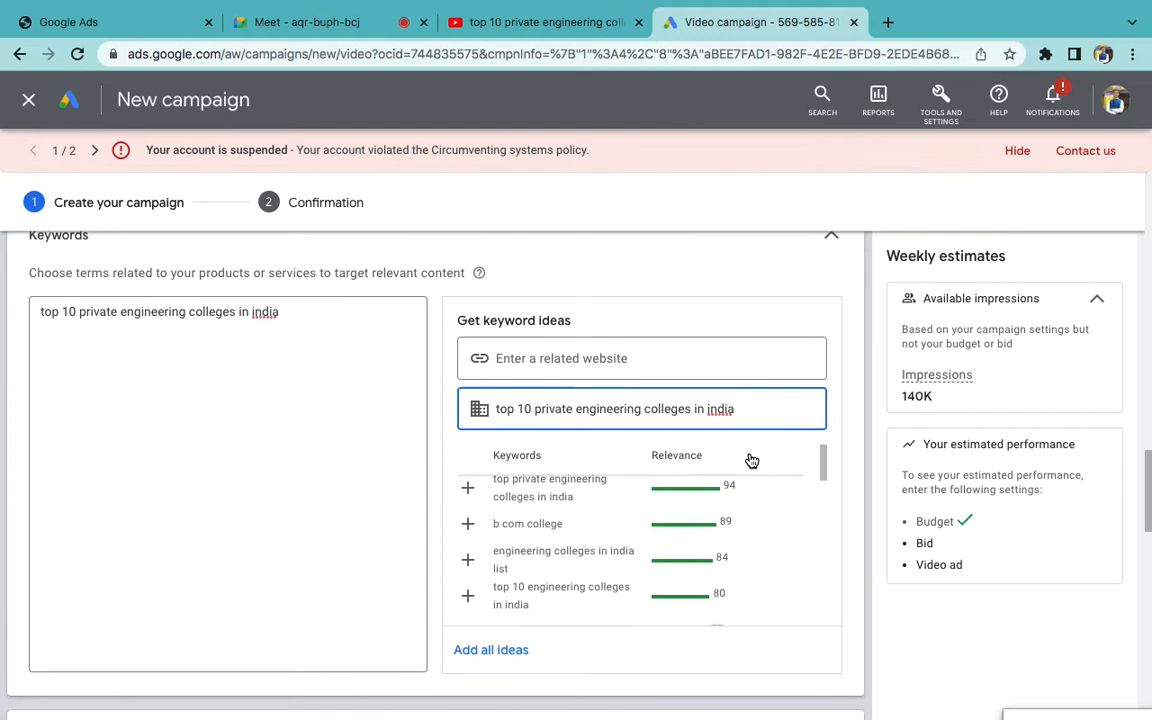 Google Ads
Meet - aqr-buph-bcj
top 10 private engineering coll
Video campaign - 569-585-81
ads.google.com/aw/campaigns/new/video?ocid=744835575&cmpnInfo=%7B"1"%3A4%2C"8"%3A"aBEE7FAD1-982F-4E2E-BFD9-2EDE4B68...
New campaign
SEARCH
REPORTS
TOOLS AND SETTINGS
HELP
NOTIFICATIONS
1 / 2
Your account is suspended - Your account violated the Circumventing systems policy.
Hide
Contact us
1 Create your campaign
2 Confirmation
Keywords
Choose terms related to your products or services to target relevant content
top 10 private engineering colleges in india
Get keyword ideas
Enter a related website
top 10 private engineering colleges in india
Keywords Relevance
top private engineering
colleges in india
94
b com college 89
engineering colleges in india
list
84
top 10 engineering colleges
in india
80
Add all ideas
Weekly estimates
Available impressions
Based on your campaign settings but
not your budget or bid
Impressions
140K
Your estimated performance
To see your estimated performance,
enter the following settings:
• Budget
• Bid
• Video ad